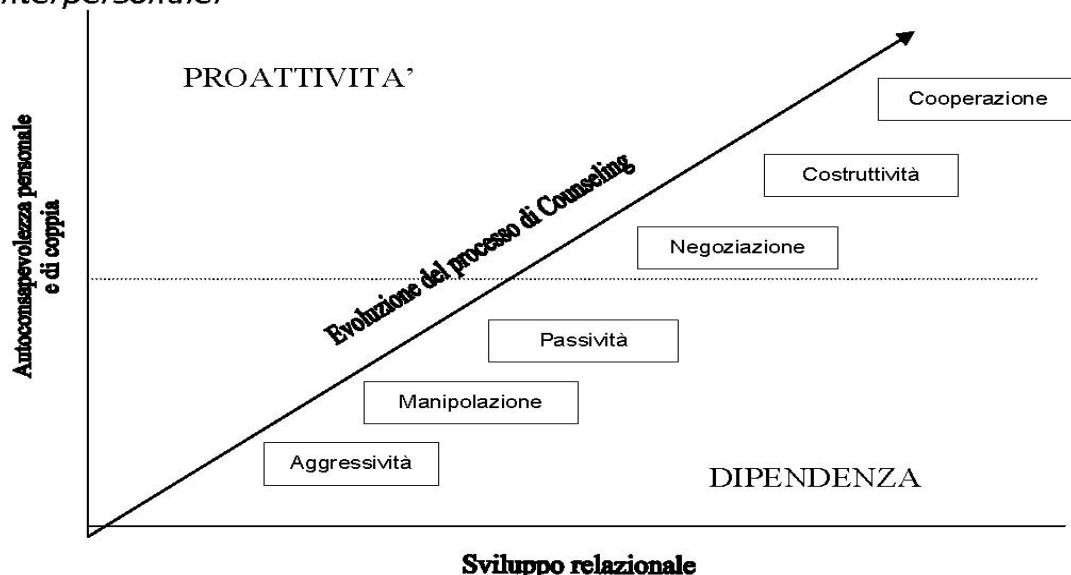 interpersonale.
PROATTIVITA'
Cooperazione
Costruttività
Evoluzione del processo di Counseling
Negoziazione
Autoconsapevolezza personale
e di coppia
Passività
Manipolazione
Aggressività
DIPENDENZA
Sviluppo relazionale